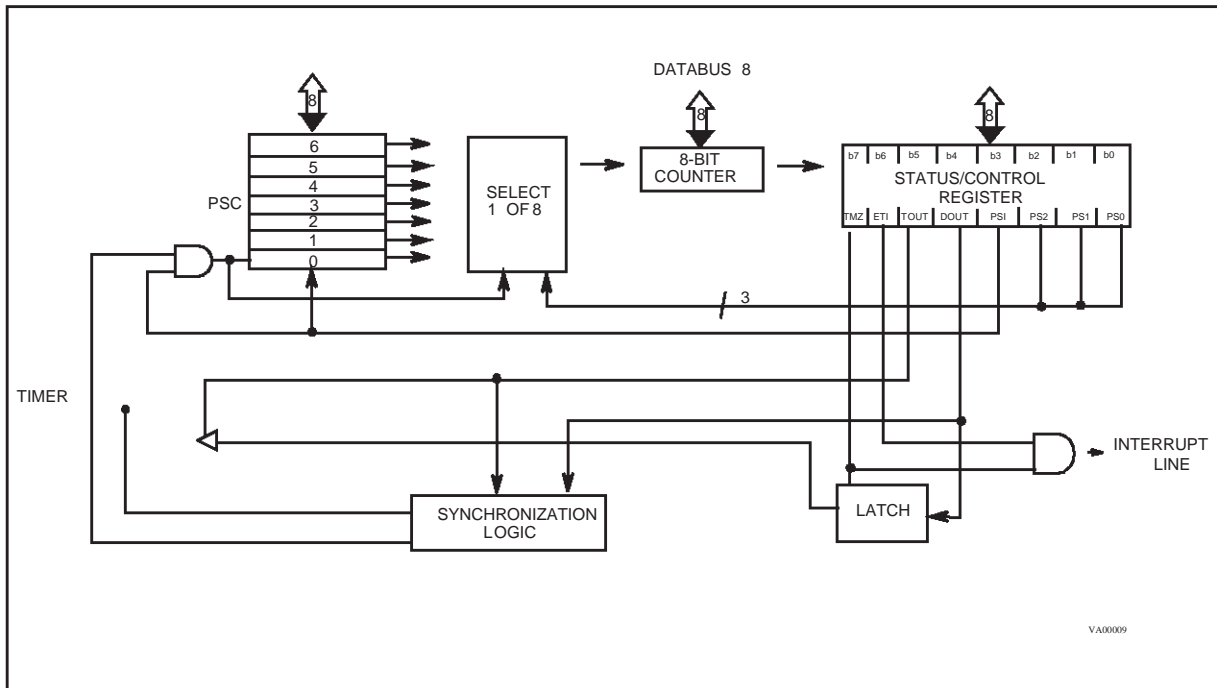 DATABUS 8
8
8
8
6
5
4
3
2
1
0
PSC
SELECT
1 OF 8
8-BIT
COUNTER
b7 b6 b5 b4 b3 b2 b1 b0
STATUS/CONTROL
REGISTER
TMZ ETI TOUT DOUT PSI PS2 PS1 PS0
3
TIMER
SYNCHRONIZATION
LOGIC
LATCH
INTERRUPT
LINE
VA00009